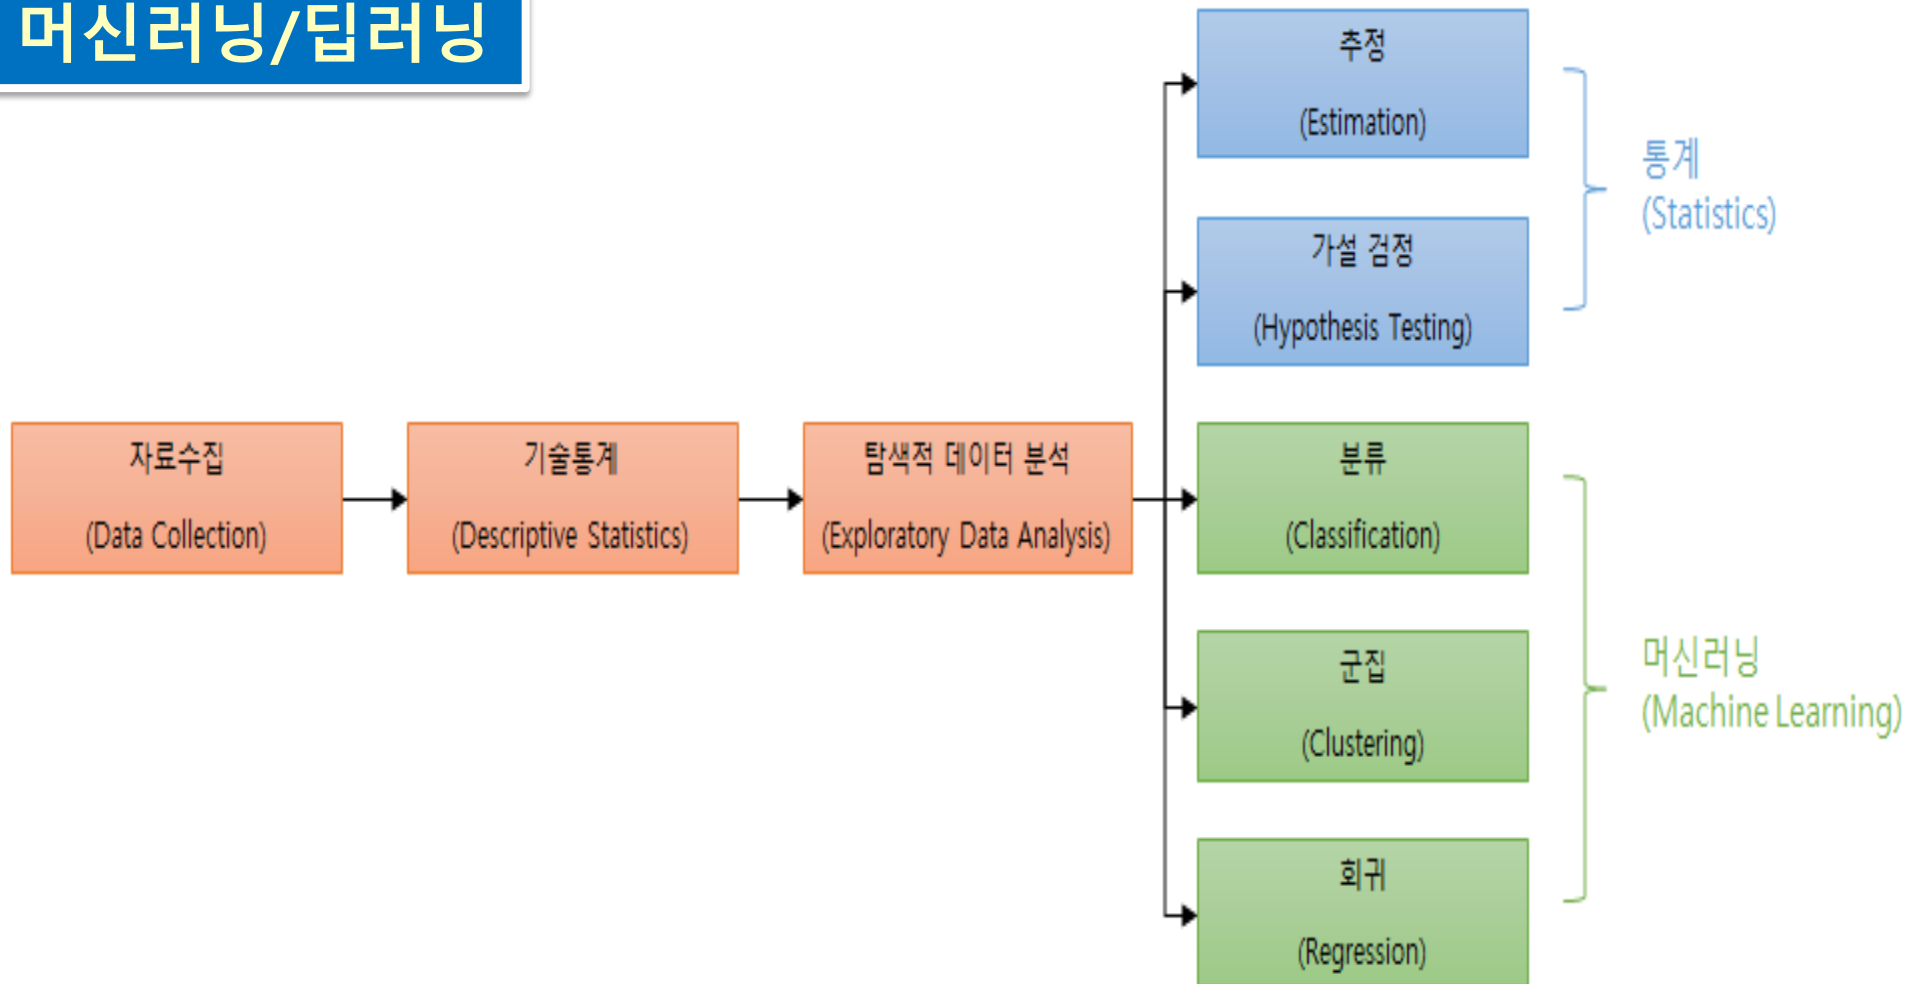 머신러닝/딥러닝
추정
(Estimation)
통계
(Statistics)
가설 검정
(Hypothesis Testing)
자료수집
(Data Collection)
기술통계
(Descriptive Statistics)
탐색적 데이터 분석
(Exploratory Data Analysis)
분류
(Classification)
군집
(Clustering)
머신러닝
(Machine Learning)
회귀
(Regression)